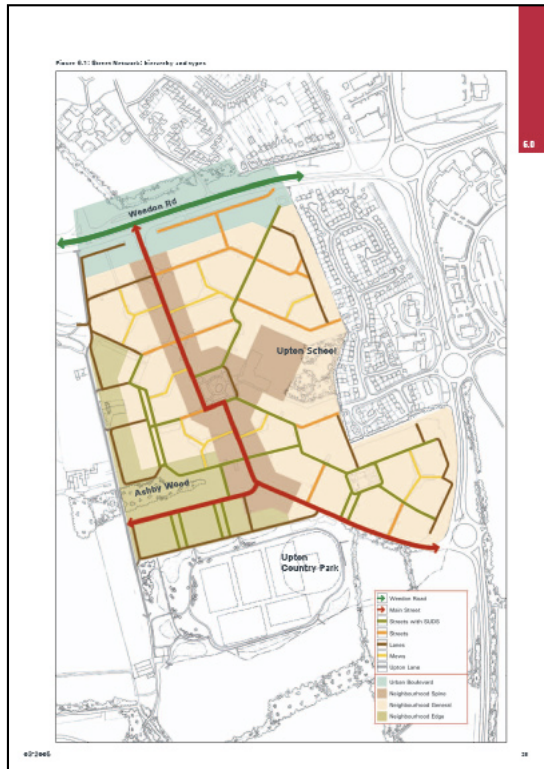 Figure 6.1: Street Network: hierarchy and types
6.0
Weedon Rd
Upton School
Ashby Wood
Upton
Country Park
Weedon Road
Main Street
Streets with SUDS
Streets
Lanes
Mews
Upton Lane
Urban Boulevard
Neighbourhood Spine
Neighbourhood General
Neighbourhood Edge